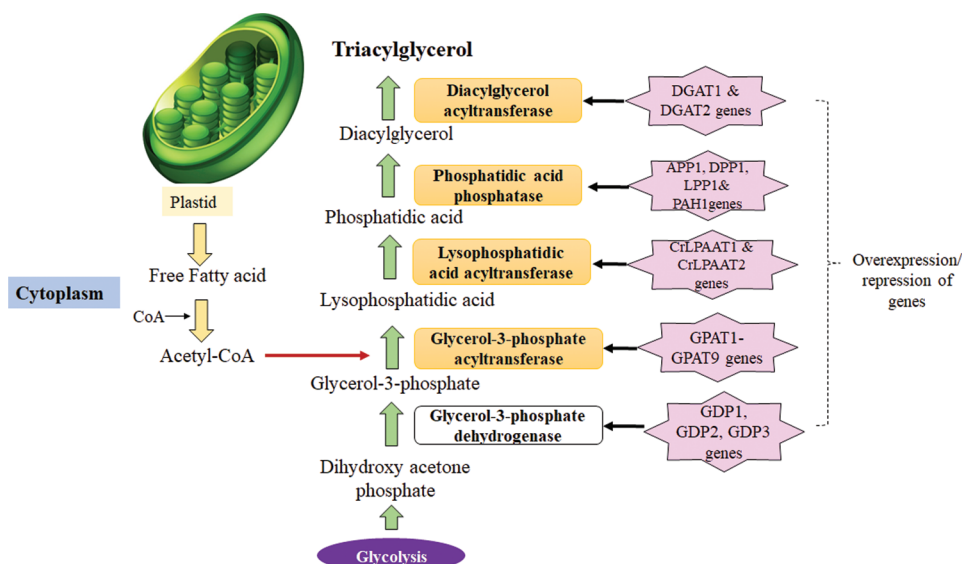 Triacylglycerol
Diacylglycerol
acyltransferase
DGAT1 &
DGAT2 genes
Diacylglycerol
Phosphatidic acid
phosphatase
APP1, DPP1,
LPP1&
PAH1genes
Plastid
Phosphatidic acid
Lysophosphatidic
acid acyltransferase
CrLPAAT1 &
CrLPAAT2
genes
Overexpression/
repression of
genes
Free Fatty acid
Cytoplasm
Lysophosphatidic acid
CoA
Acetyl-CoA
Glycerol-3-phosphate
acyltransferase
GPAT1-
GPAT9 genes
Glycerol-3-phosphate
Glycerol-3-phosphate
dehydrogenase
GDP1,
GDP2, GDP3
genes
Dihydroxy acetone
phosphate
Glycolysis